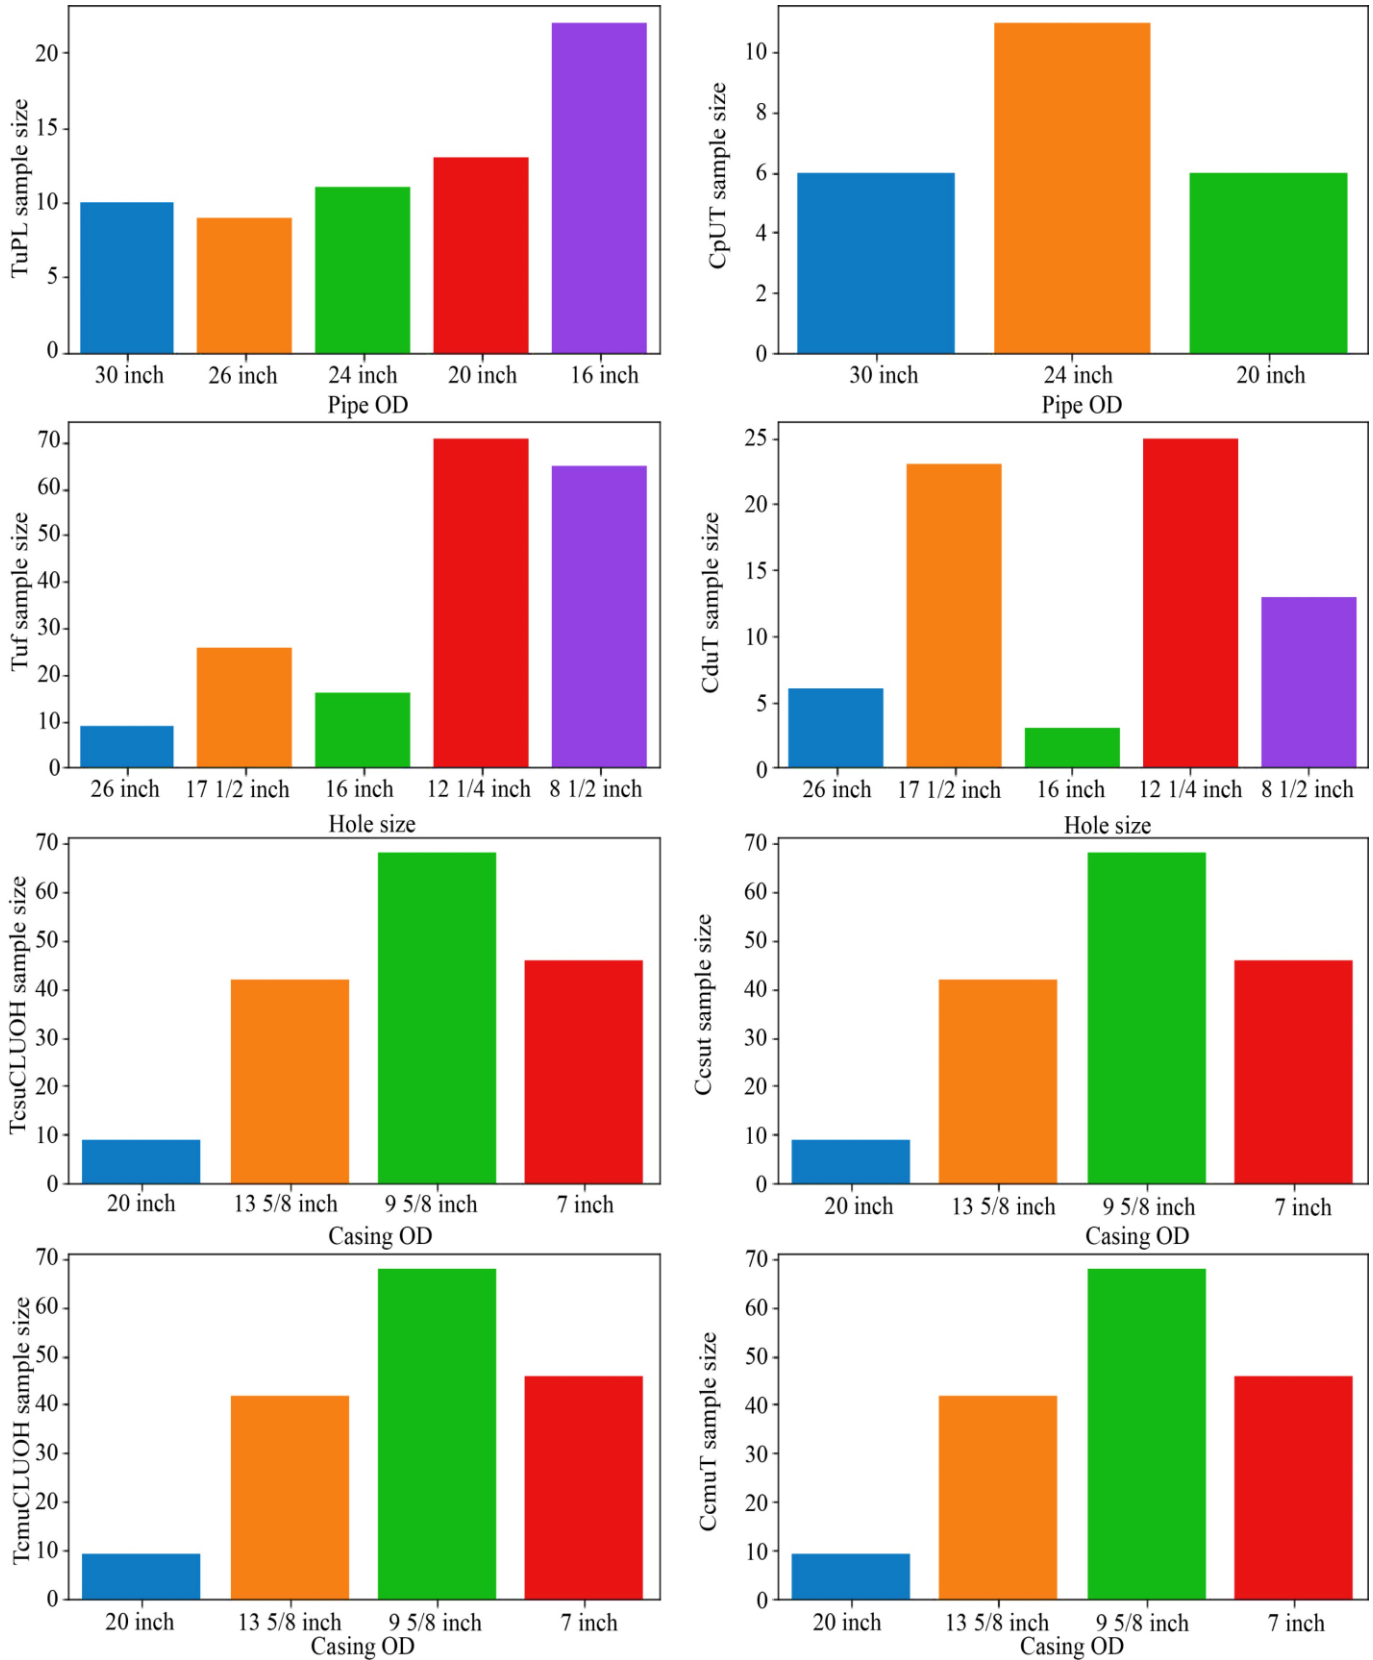 TuPL sample size
20
15
10
5
0
30 inch 26 inch 24 inch 20 inch 16 inch
Pipe OD
CpUT sample size
10
8
6
4
2
0
30 inch 24 inch 20 inch
Pipe OD
Tuf sample size
70
60
50
40
30
20
10
0
26 inch 17 1/2 inch 16 inch 12 1/4 inch 8 1/2 inch
Hole size
CduT sample size
25
20
15
10
5
0
26 inch 17 1/2 inch 16 inch 12 1/4 inch 8 1/2 inch
Hole size
TcsuCLUOH sample size
70
60
50
40
30
20
10
0
20 inch 13 5/8 inch 9 5/8 inch 7 inch
Casing OD
Ccsut sample size
70
60
50
40
30
20
10
0
20 inch 13 5/8 inch 9 5/8 inch 7 inch
Casing OD
TcmuCLUOH sample size
70
60
50
40
30
20
10
0
20 inch 13 5/8 inch 9 5/8 inch 7 inch
Casing OD
CcmuT sample size
70
60
50
40
30
20
10
0
20 inch 13 5/8 inch 9 5/8 inch 7 inch
Casing OD